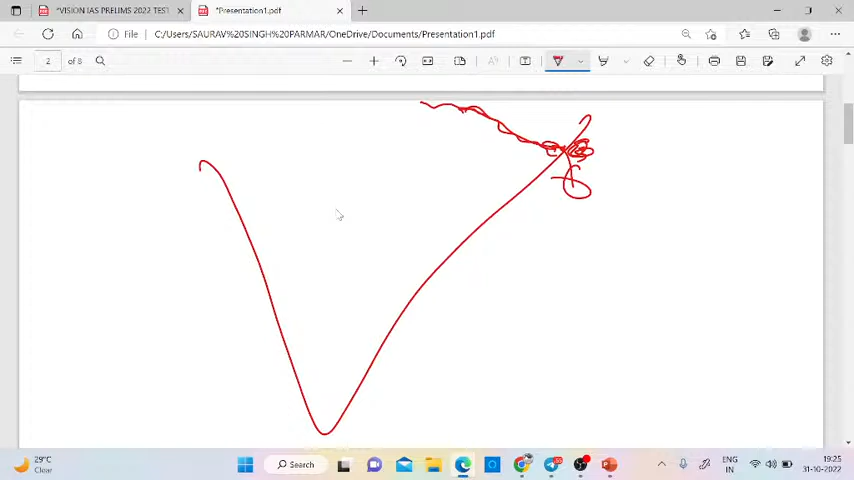 *VISION IAS PRELIMS 2022 TEST
*Presentation1.pdf
File
C:/Users/SAURAV%20SINGH%20PARMAR/OneDrive/Documents/Presentation1.pdf
2 of 8
29°C
Clear
Search
ENG
IN
19:25
31-10-2022